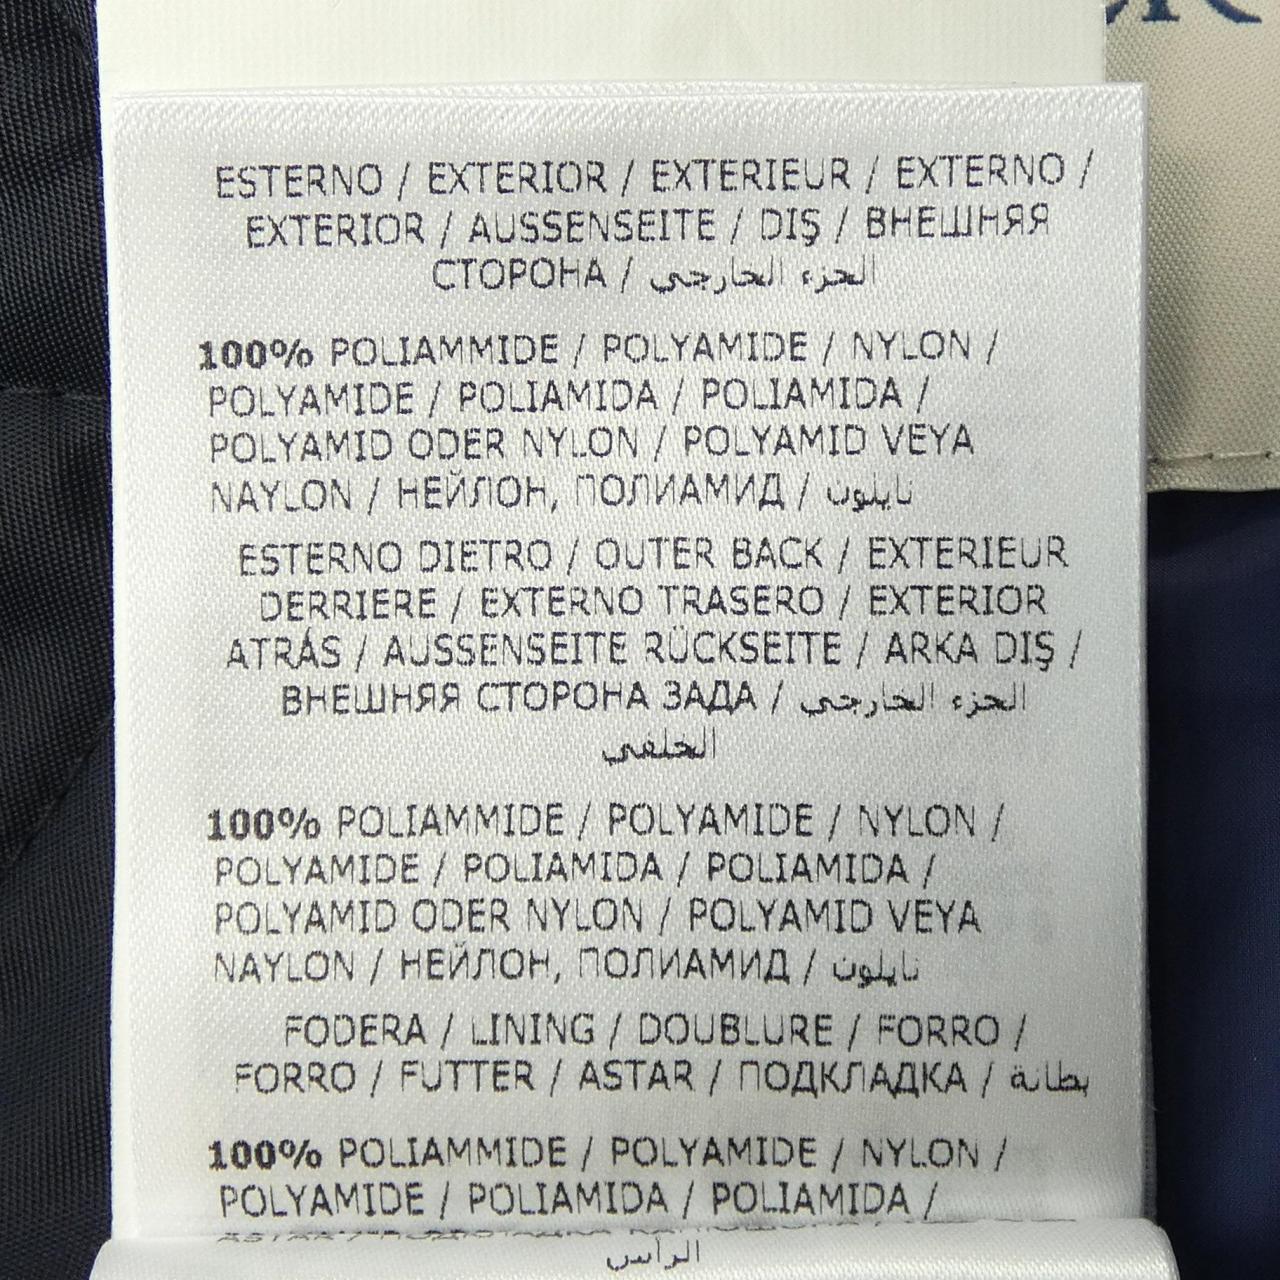 ESTERNO / EXTERIOR / EXTERIEUR / EXTERNO /
EXTERIOR / AUSSENSEITE / DIŞ / ВНЕШНЯЯ
СТОРОНА / الجزء الخارجي
100% POLIAMMIDE / POLYAMIDE / NYLON /
POLYAMIDE / POLIAMIDA / POLIAMIDA /
POLYAMID ODER NYLON / POLYAMID VEYA
NAYLON / НЕЙЛОН, ПОЛИАМИД / نايلون
ESTERNO DIETRO / OUTER BACK / EXTERIEUR
DERRIERE / EXTERNO TRASERO / EXTERIOR
ATRÁS / AUSSENSEITE RÜCKSEITE / ARKA DIŞ /
ВНЕШНЯЯ СТОРОНА ЗАДА / الجزء الخارجي
الخلفي
100% POLIAMMIDE / POLYAMIDE / NYLON /
POLYAMIDE / POLIAMIDA / POLIAMIDA /
POLYAMID ODER NYLON / POLYAMID VEYA
NAYLON / НЕЙЛОН, ПОЛИАМИД / نايلون
FODERA / LINING / DOUBLURE / FORRO /
FORRO / FUTTER / ASTAR / ПОДКЛАДКА / بطانة
100% POLIAMMIDE / POLYAMIDE / NYLON /
POLYAMIDE / POLIAMIDA / POLIAMIDA /
الرأس